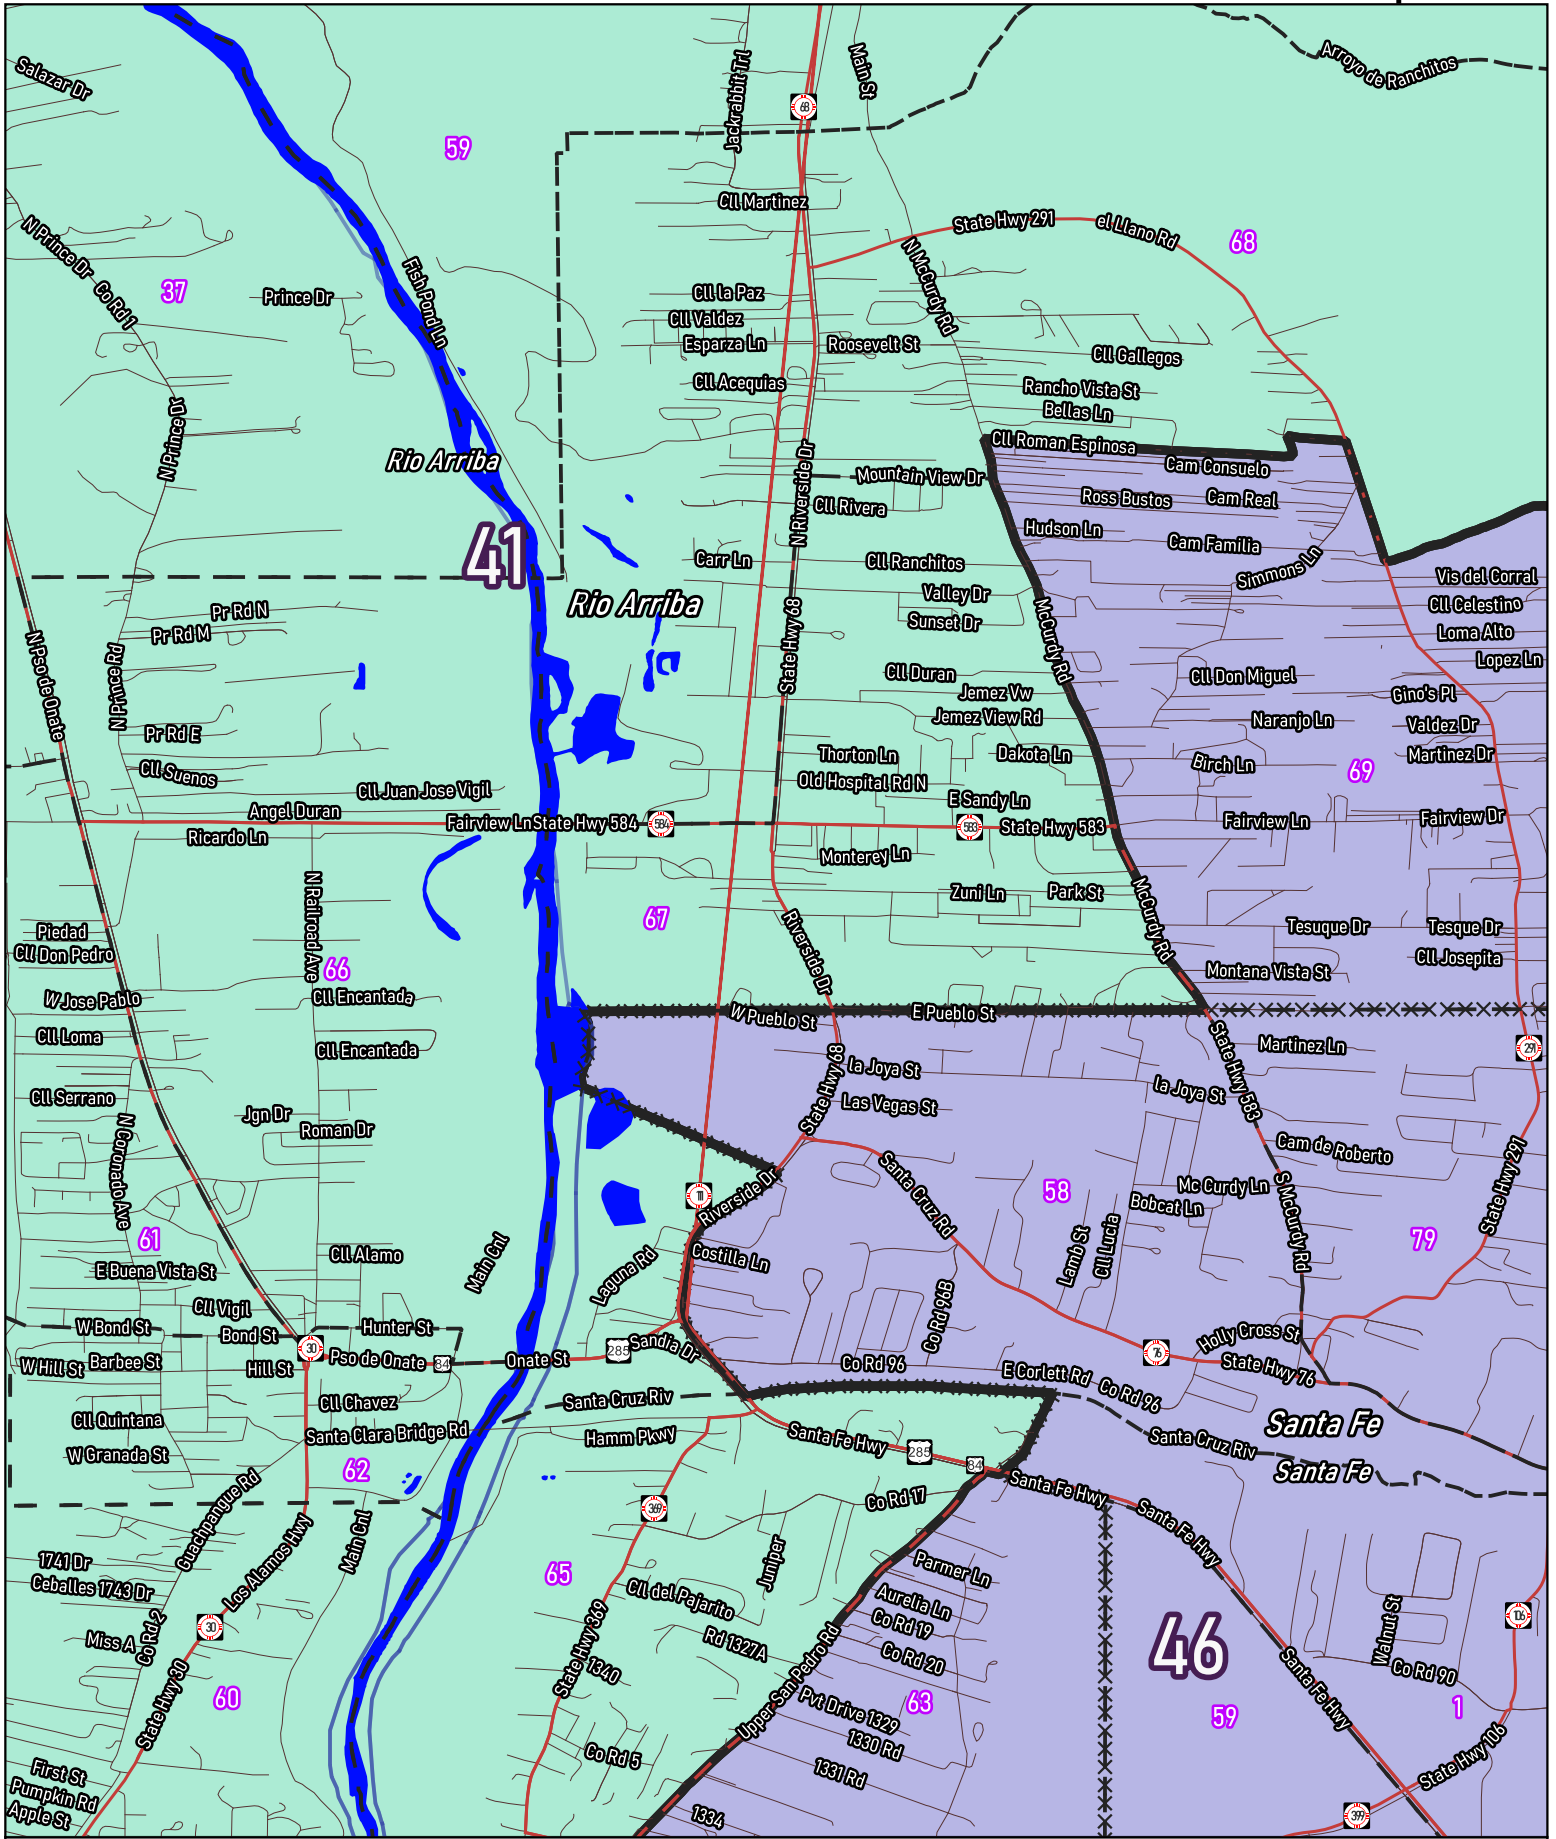 Salazar Dr
59
Jackrabbit Trl
68
Main St
Arroyo de Ranchitos
Cll Martinez
State Hwy 291
el Llano Rd
68
N Prince Dr
Co Rd 1
37
Prince Dr
Fish Pond Ln
N McCurdy Rd
Cll la Paz
Cll Valdez
Esparza Ln
Roosevelt St
Cll Gallegos
Cll Acequias
Rancho Vista St
Bellas Ln
N Prince Dr
Rio Arriba
N Riverside Dr
Cll Roman Espinosa
Cam Consuelo
Mountain View Dr
Ross Bustos
Cam Real
Cll Rivera
Hudson Ln
Cam Familia
41
Carr Ln
Cll Ranchitos
Simmons Ln
Vis del Corral
Valley Dr
Cll Celestino
Rio Arriba
Pr Rd N
Sunset Dr
Pr Rd M
Loma Alto
N Pso de Onate
N Prince Rd
State Hwy 68
McCurdy Rd
Lopez Ln
Cll Duran
Cll Don Miguel
Jemez Vw
Gino's Pl
Jemez View Rd
Naranjo Ln
Valdez Dr
Pr Rd E
Thorton Ln
Dakota Ln
Martinez Dr
Cll Suenos
Birch Ln
69
Old Hospital Rd N
Cll Juan Jose Vigil
E Sandy Ln
Angel Duran
Fairview Ln
State Hwy 584
584
583
State Hwy 583
Fairview Ln
Fairview Dr
Ricardo Ln
Monterey Ln
N Railroad Ave
Zuni Ln
Park St
McCurdy Rd
67
Riverside Dr
Tesuque Dr
Tesque Dr
Piedad
Cll Don Pedro
66
Montana Vista St
Cll Josepita
W Jose Pablo
Cll Encantada
W Pueblo St
E Pueblo St
Cll Loma
Cll Encantada
State Hwy 68
State Hwy 583
Martinez Ln
291
la Joya St
la Joya St
Cll Serrano
Las Vegas St
Jgn Dr
Roman Dr
N Coronado Ave
Cam de Roberto
State Hwy 291
Santa Cruz Rd
58
Mc Curdy Ln
Bobcat Ln
111
Riverside Dr
S McCurdy Rd
61
79
Cll Alamo
Main Cnl
Laguna Rd
Costilla Ln
Lamb St
Cll Lucia
E Buena Vista St
Cll Vigil
Co Rd 96B
W Bond St
Bond St
Hunter St
Holly Cross St
30
285
Sandia Dr
76
W Hill St
Barbee St
Hill St
Pso de Onate
84
Onate St
Co Rd 96
State Hwy 76
E Corlett Rd
Co Rd 96
Cll Chavez
Santa Cruz Riv
Cll Quintana
Santa Fe
Santa Clara Bridge Rd
Hamm Pkwy
Santa Fe Hwy
285
Santa Cruz Riv
W Granada St
62
84
Santa Fe
Guachpangue Rd
Co Rd 17
Santa Fe Hwy
369
Santa Fe Hwy
Main Cnl
Los Alamos Hwy
1741 Dr
Juniper
Parmer Ln
65
Ceballes 1743 Dr
Cll del Pajarito
Aurelia Ln
106
30
Co Rd 2
Miss A
Co Rd 19
Walnut St
46
State Hwy 369
Rd 1327A
Co Rd 20
1340
Upper San Pedro Rd
Santa Fe Hwy
Co Rd 90
60
State Hwy 30
Pvt Drive 1329
63
59
1
1330 Rd
Co Rd 5
First St
1331 Rd
State Hwy 106
Pumpkin Rd
Apple St
1334
399